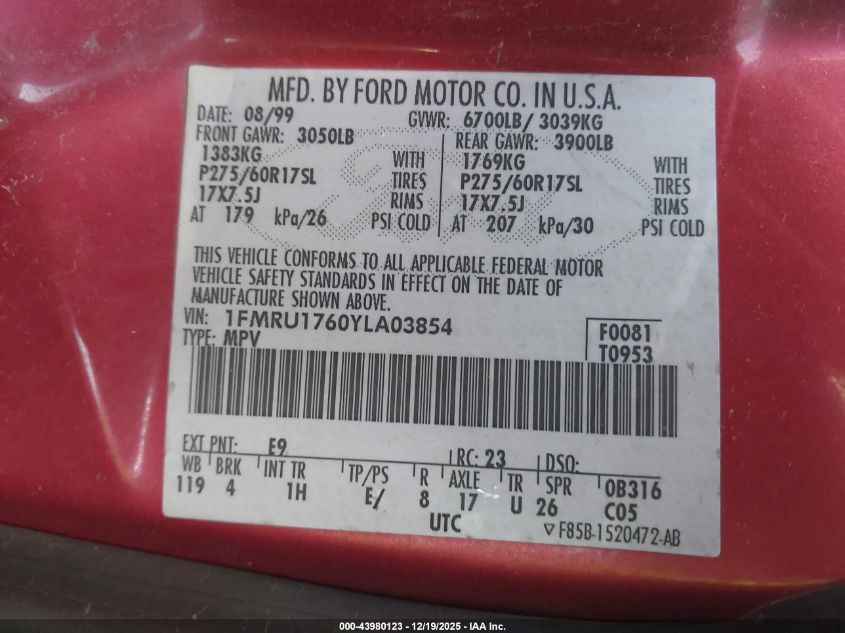 MFD. BY FORD MOTOR CO. IN U.S.A.
DATE: 08/99 GVWR: 6700LB/ 3039KG
FRONT GAWR: 3050LB REAR GAWR: 3900LB
1383KG WITH 1769KG WITH
P275/60R17SL TIRES P275/60R17SL TIRES
17X7.5J RIMS 17X7.5J RIMS
AT 179 kPa/26 PSI COLD AT 207 kPa/30 PSI COLD
THIS VEHICLE CONFORMS TO ALL APPLICABLE FEDERAL MOTOR
VEHICLE SAFETY STANDARDS IN EFFECT ON THE DATE OF
MANUFACTURE SHOWN ABOVE.
VIN: 1FMRU1760YLA03854 F0081
TYPE: MPV T0953
EXT PNT: E9 RC: 23 DSO:
WB BRK INT TR TP/PS R AXLE TR SPR 0B316
119 4 1H E/ 8 17 U 26 C05
UTC ▽F85B-1520472-AB
000-43980123 - 12/19/2025 - IAA Inc.